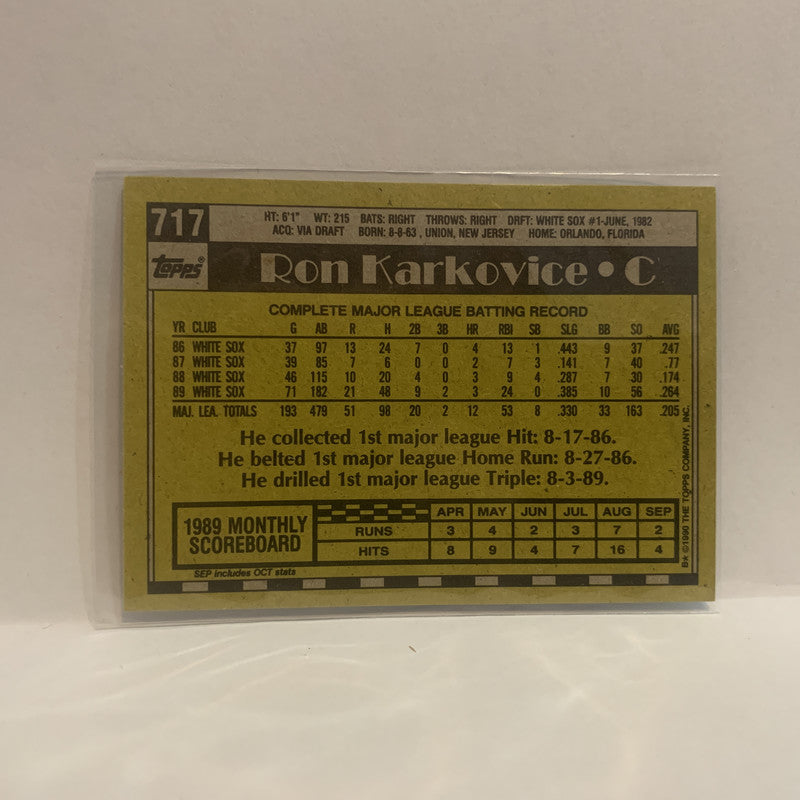 717
HT: 6'1" WT: 215 BATS: RIGHT THROWS: RIGHT DRFT: WHITE SOX #1-JUNE, 1982
ACQ: VIA DRAFT BORN: 8-8-63, UNION, NEW JERSEY HOME: ORLANDO, FLORIDA
Topps® Ron Karkovice • C
COMPLETE MAJOR LEAGUE BATTING RECORD
YR CLUB G AB R H 2B 3B HR RBI SB SLG BB SO AVG
86 WHITE SOX 37 97 13 24 7 0 4 13 1 .443 9 37 .247
87 WHITE SOX 39 85 7 6 0 0 2 7 3 .141 7 40 .77
88 WHITE SOX 46 115 10 20 4 0 3 9 4 .287 7 30 .174
89 WHITE SOX 71 182 21 48 9 2 3 24 0 .385 10 56 .264
MAJ. LEA. TOTALS 193 479 51 98 20 2 12 53 8 .330 33 163 .205
He collected 1st major league Hit: 8-17-86.
He belted 1st major league Home Run: 8-27-86.
He drilled 1st major league Triple: 8-3-89.
1989 MONTHLY
SCOREBOARD
APR MAY JUN JUL AUG SEP
RUNS 3 4 2 3 7 2
HITS 8 9 4 7 16 4
SEP includes OCT stats
B* ©1990 THE TOPPS COMPANY, INC.